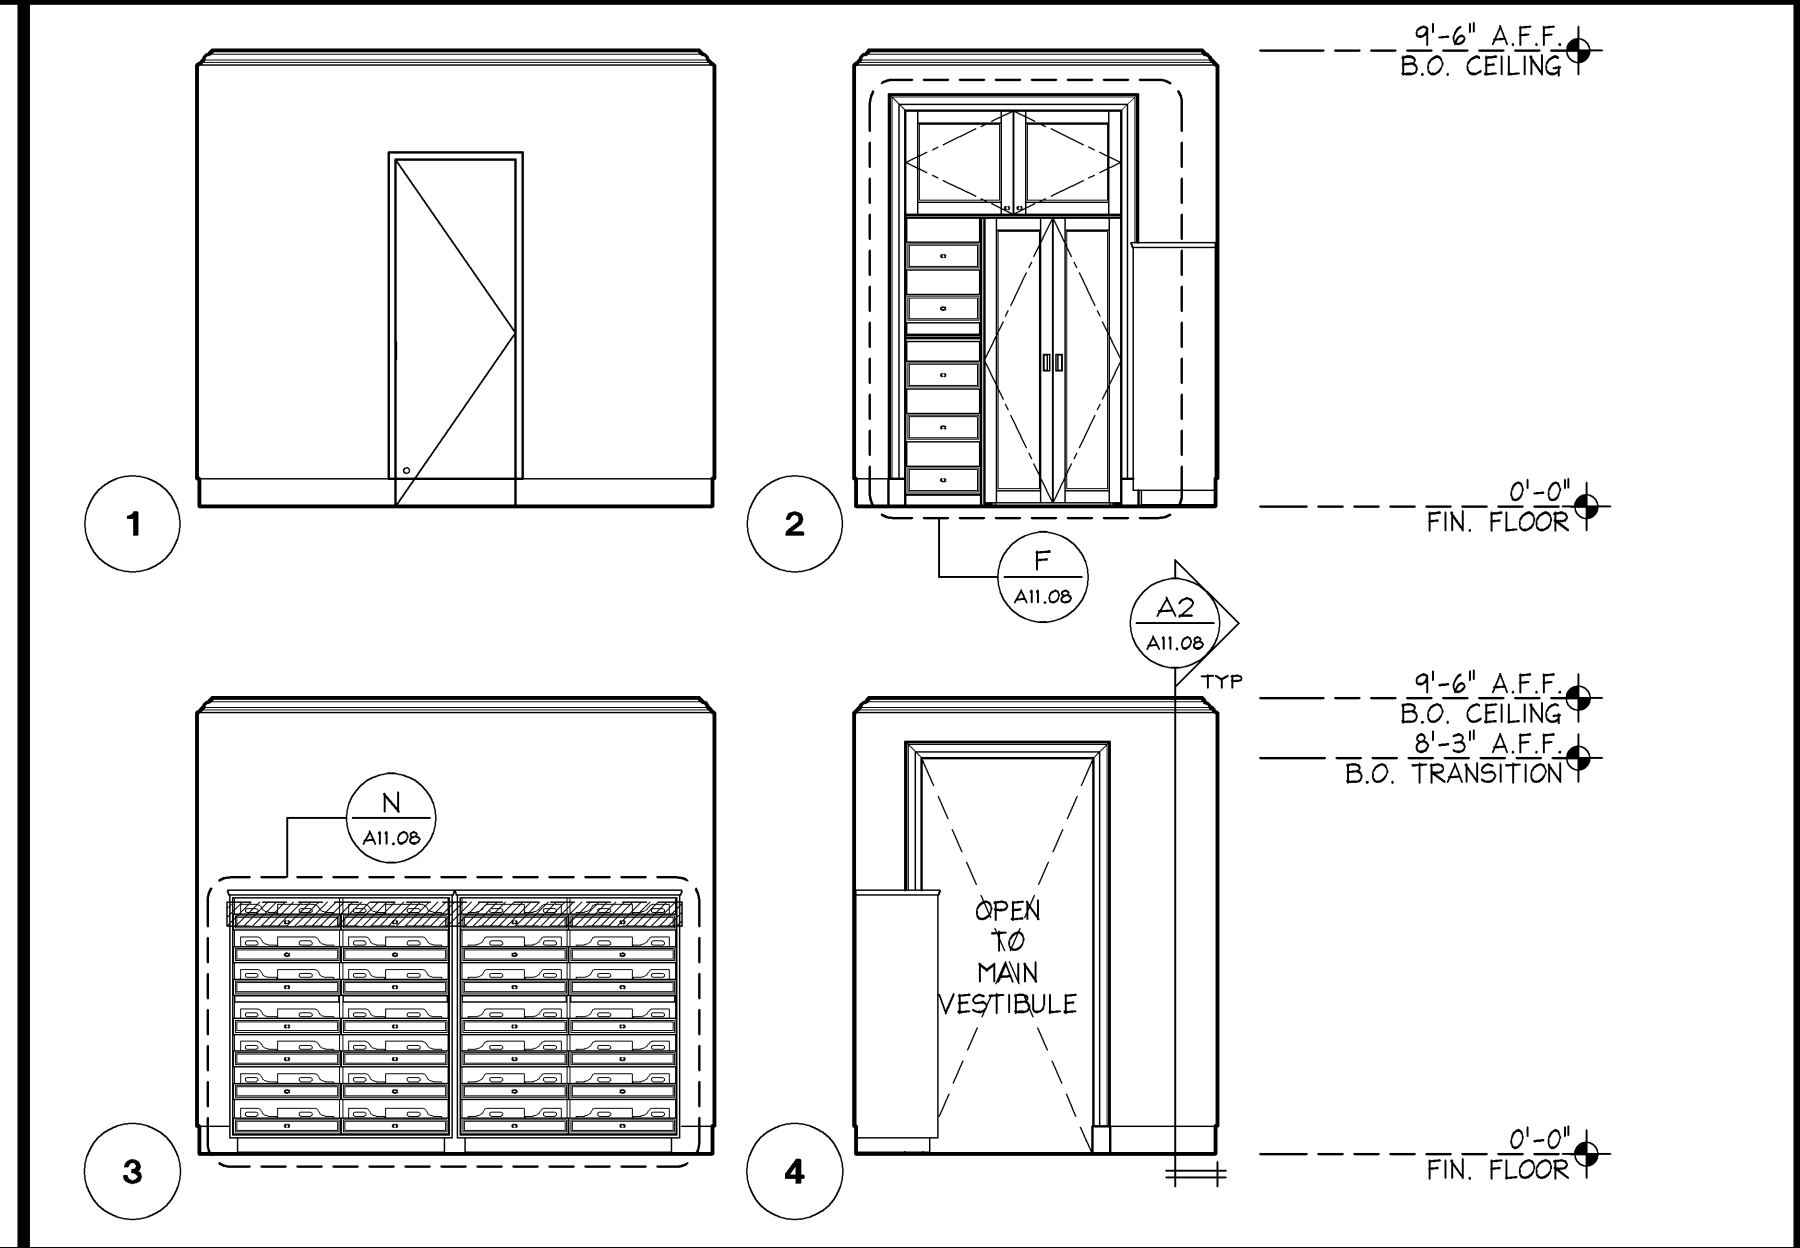 9'-6" A.F.F.
B.O. CEILING
1
2
0'-0"
FIN. FLOOR
F
A11.08
A2
A11.08
TYP
9'-6" A.F.F.
B.O. CEILING
8'-3" A.F.F.
B.O. TRANSITION
N
A11.08
OPEN
TO
MAIN
VESTIBULE
3
4
0'-0"
FIN. FLOOR